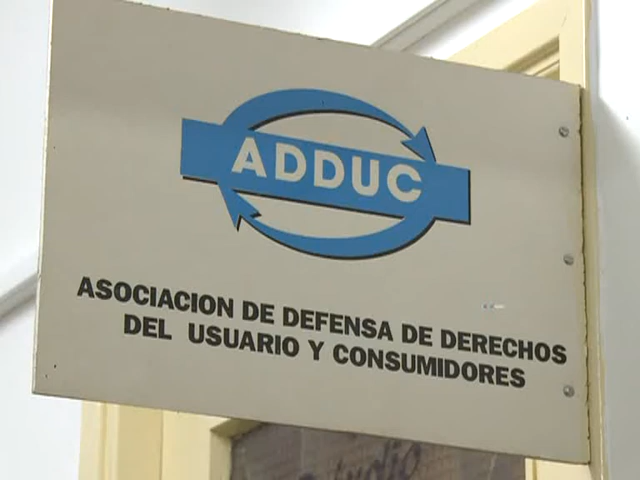 ADDUC
ASOCIACION DE DEFENSA DE DERECHOS
DEL USUARIO Y CONSUMIDORES